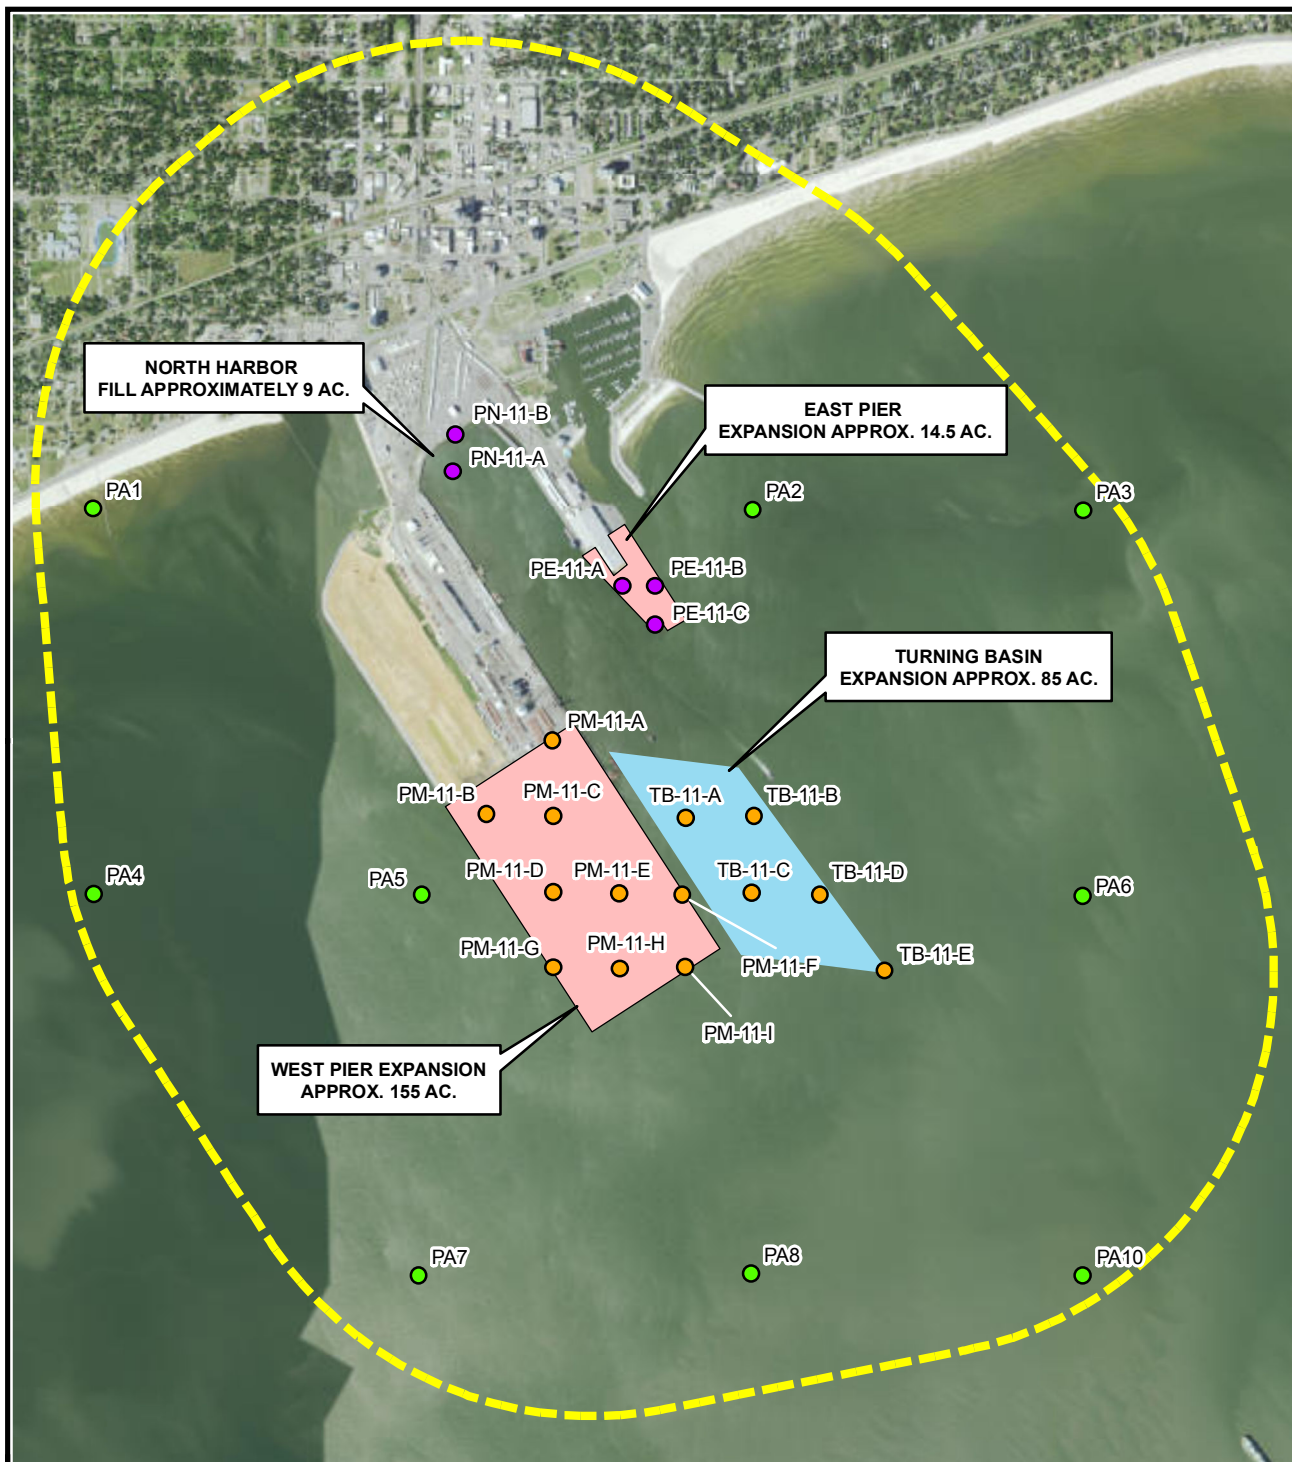 NORTH HARBOR
FILL APPROXIMATELY 9 AC.
EAST PIER
EXPANSION APPROX. 14.5 AC.
PN-11-B
PN-11-A
PA1
PA2
PA3
PE-11-A
PE-11-B
PE-11-C
TURNING BASIN
EXPANSION APPROX. 85 AC.
PM-11-A
PM-11-B
PM-11-C
TB-11-A
TB-11-B
PA4
PA5
PM-11-D
PM-11-E
TB-11-C
TB-11-D
PA6
PM-11-G
PM-11-H
PM-11-F
TB-11-E
PM-11-I
WEST PIER EXPANSION
APPROX. 155 AC.
PA7
PA8
PA10